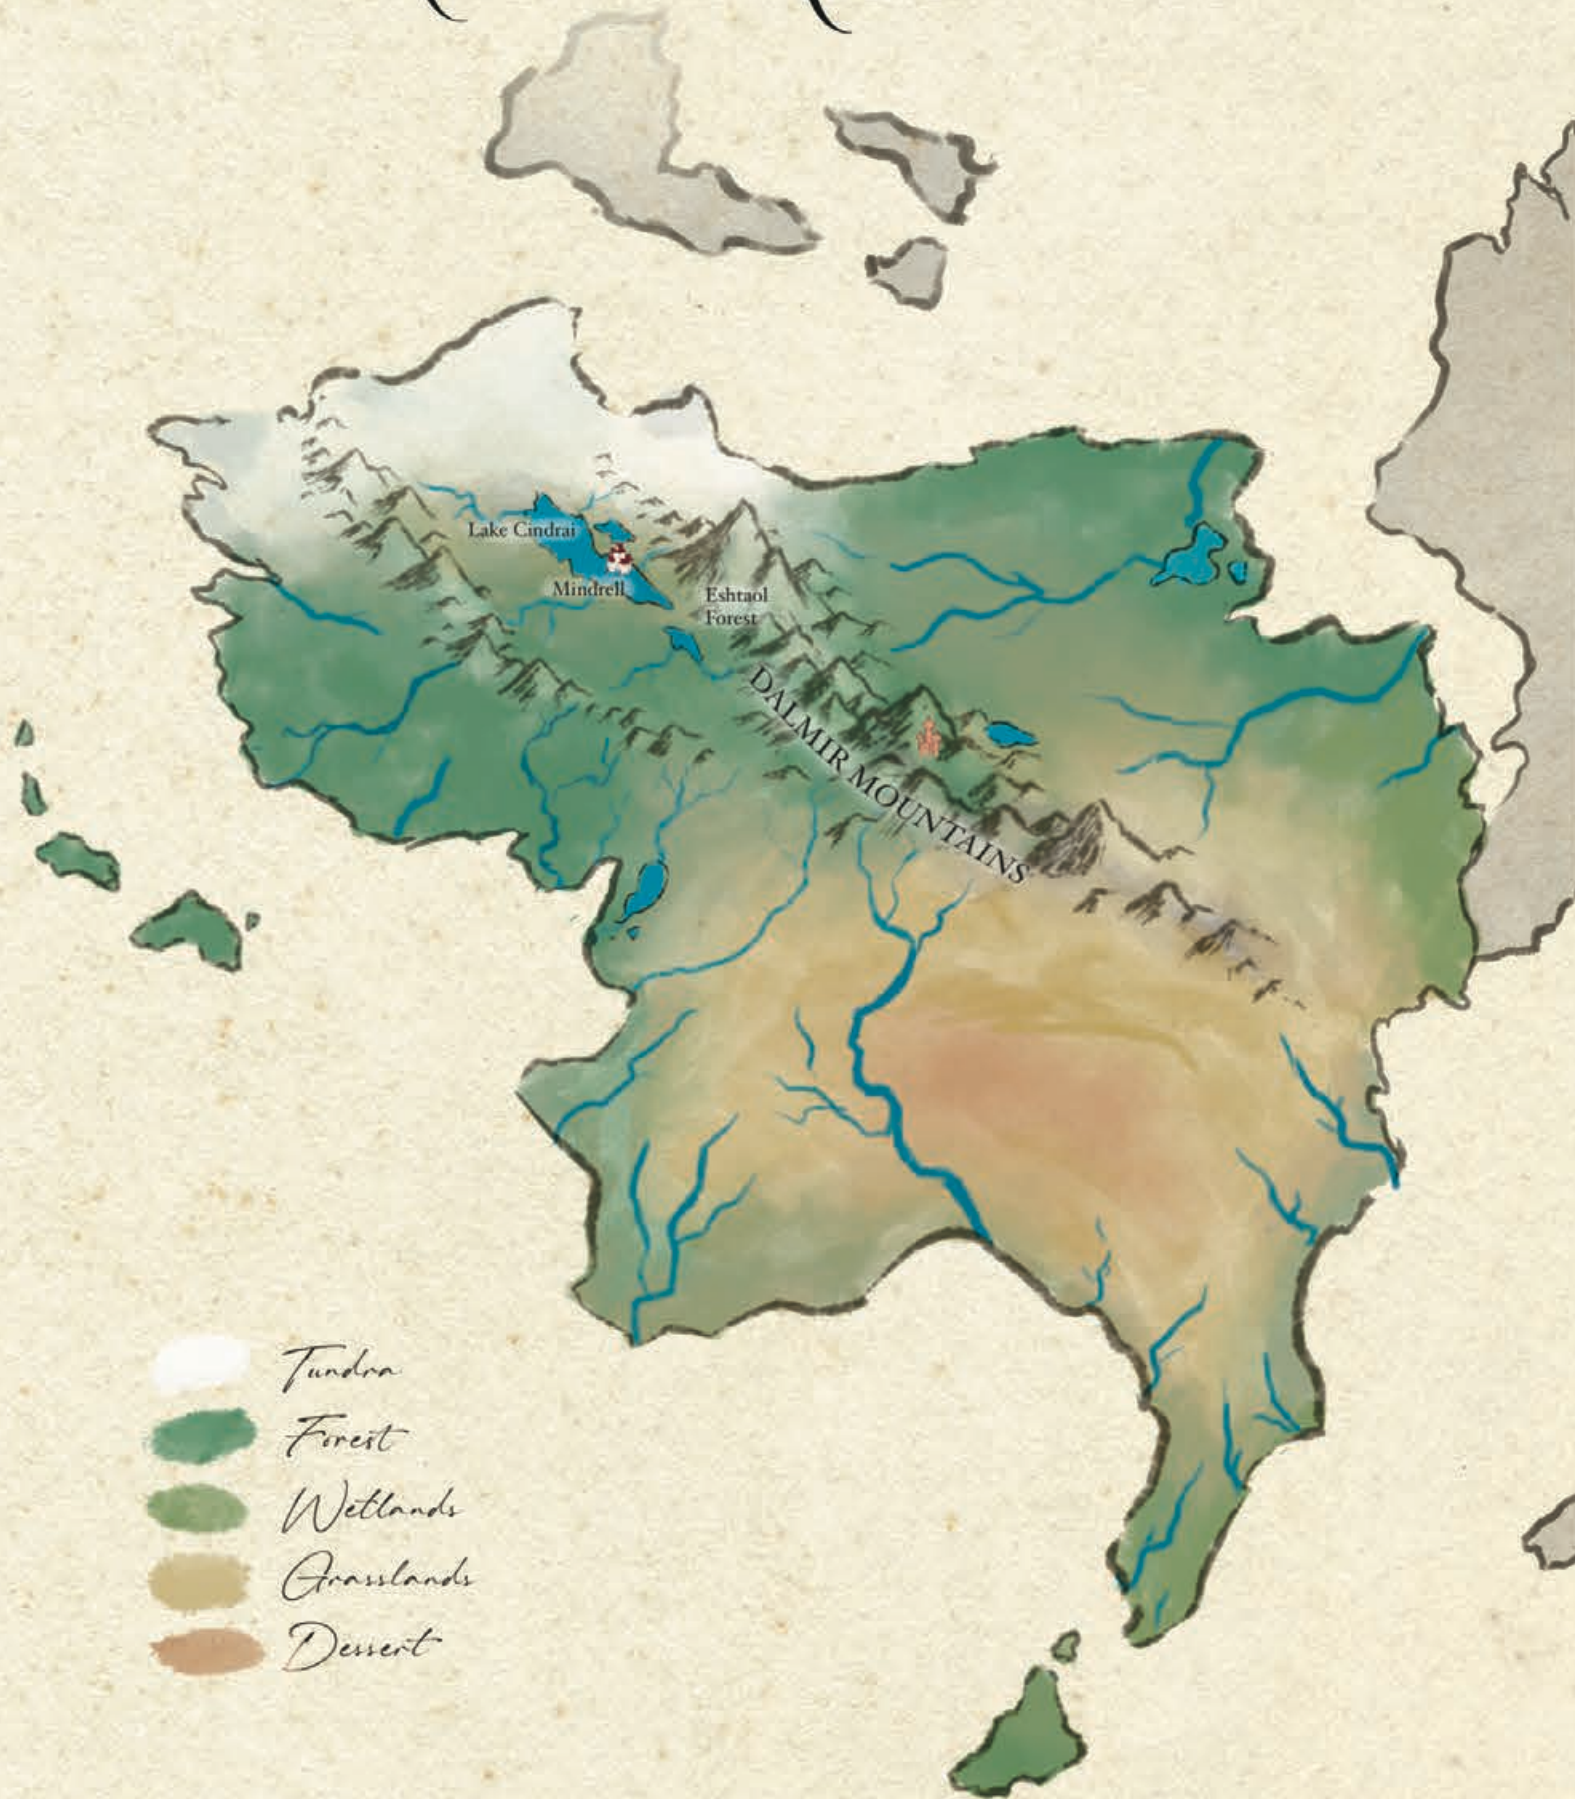 Lake Cindrai
Mindrell
Eshtaol
Forest
DALMIR MOUNTAINS
Tundra
Forest
Wetlands
Grasslands
Dessert